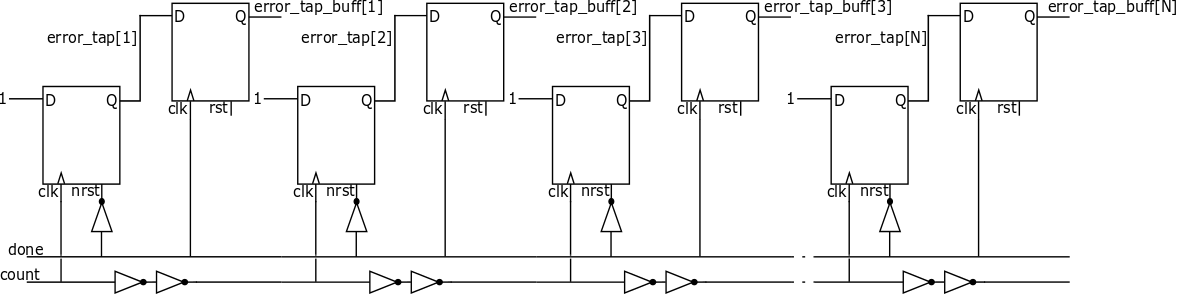 error_tap_buff[1] error_tap_buff[2] error_tap_buff[3] error_tap_buff[N]
D Q D Q D Q D Q
error_tap[1] error_tap[2] error_tap[3] error_tap[N]
1 D Q clk rst 1 D Q clk rst 1 D Q clk rst 1 D Q clk rst
clk nrst clk nrst clk nrst clk nrst
done
count